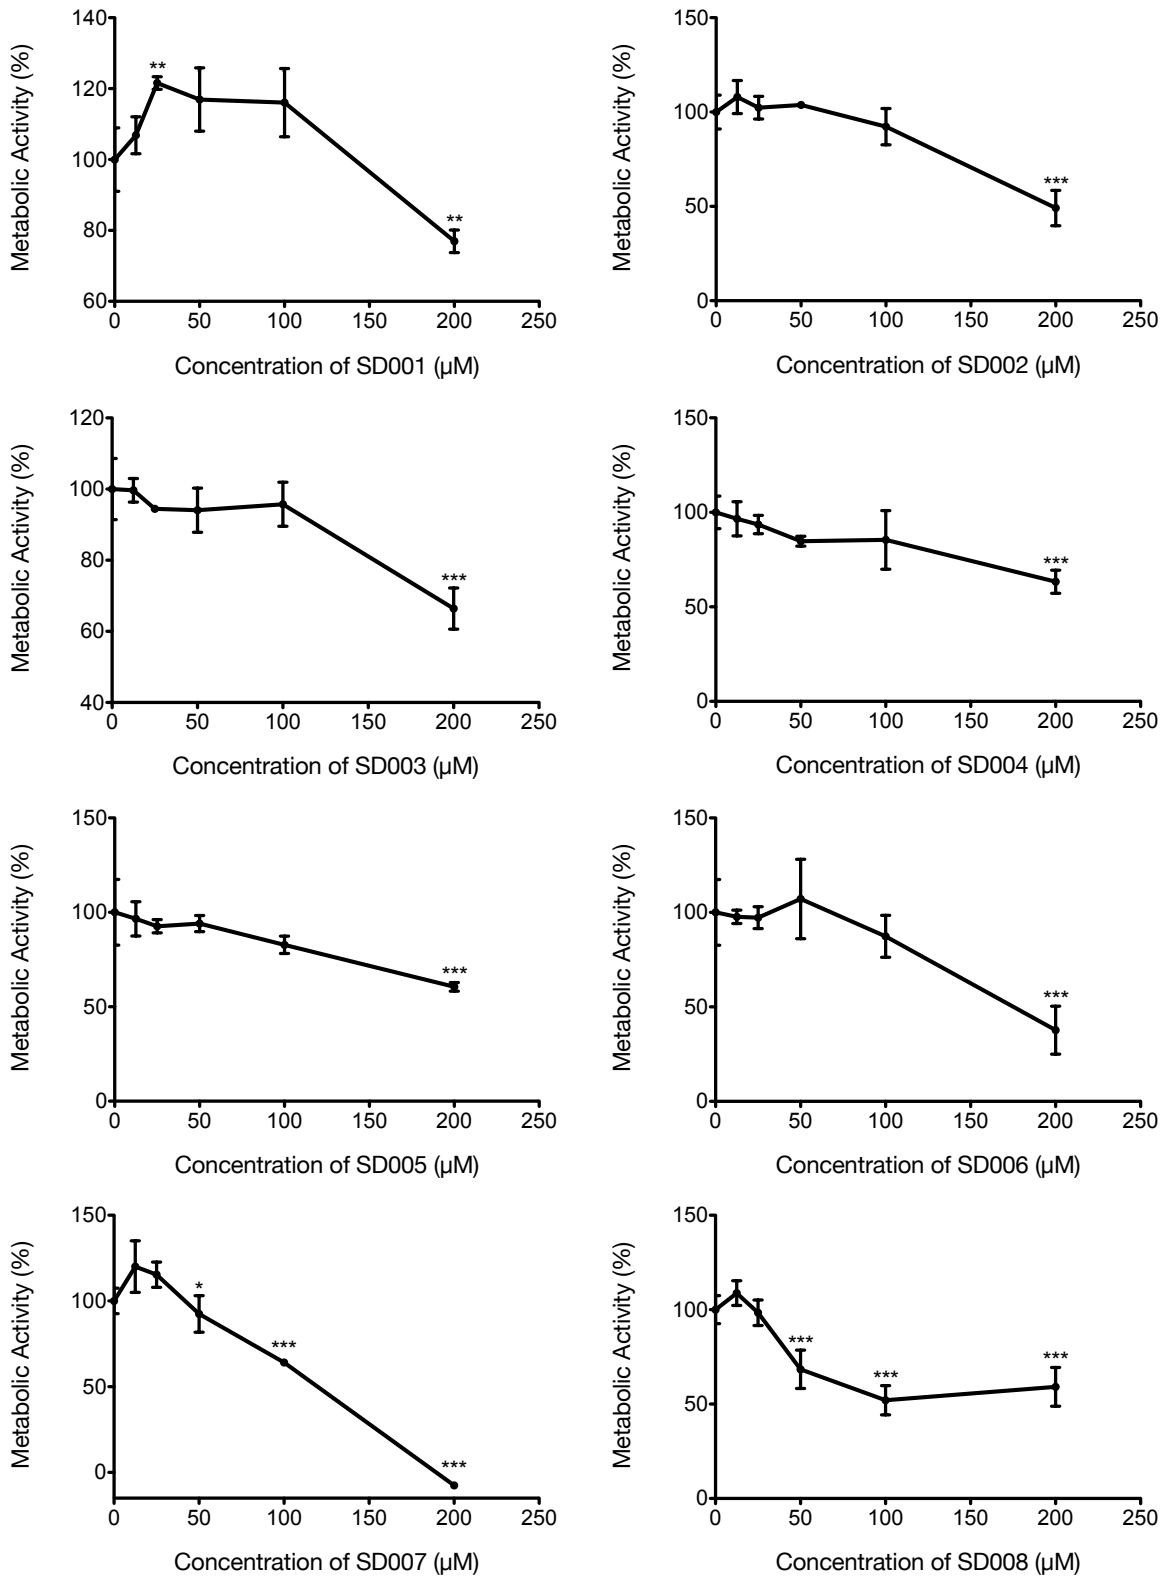 140
120
100
80
60
**
**
0 50 100 150 200 250
Metabolic Activity (%)
Concentration of SD001 (µM)
150
100
50
0
***
0 50 100 150 200 250
Metabolic Activity (%)
Concentration of SD002 (µM)
120
100
80
60
40
***
0 50 100 150 200 250
Metabolic Activity (%)
Concentration of SD003 (µM)
150
100
50
0
***
0 50 100 150 200 250
Metabolic Activity (%)
Concentration of SD004 (µM)
150
100
50
0
***
0 50 100 150 200 250
Metabolic Activity (%)
Concentration of SD005 (µM)
150
100
50
0
***
0 50 100 150 200 250
Metabolic Activity (%)
Concentration of SD006 (µM)
150
100
50
0
*
***
***
0 50 100 150 200 250
Metabolic Activity (%)
Concentration of SD007 (µM)
150
100
50
0
***
***
***
0 50 100 150 200 250
Metabolic Activity (%)
Concentration of SD008 (µM)